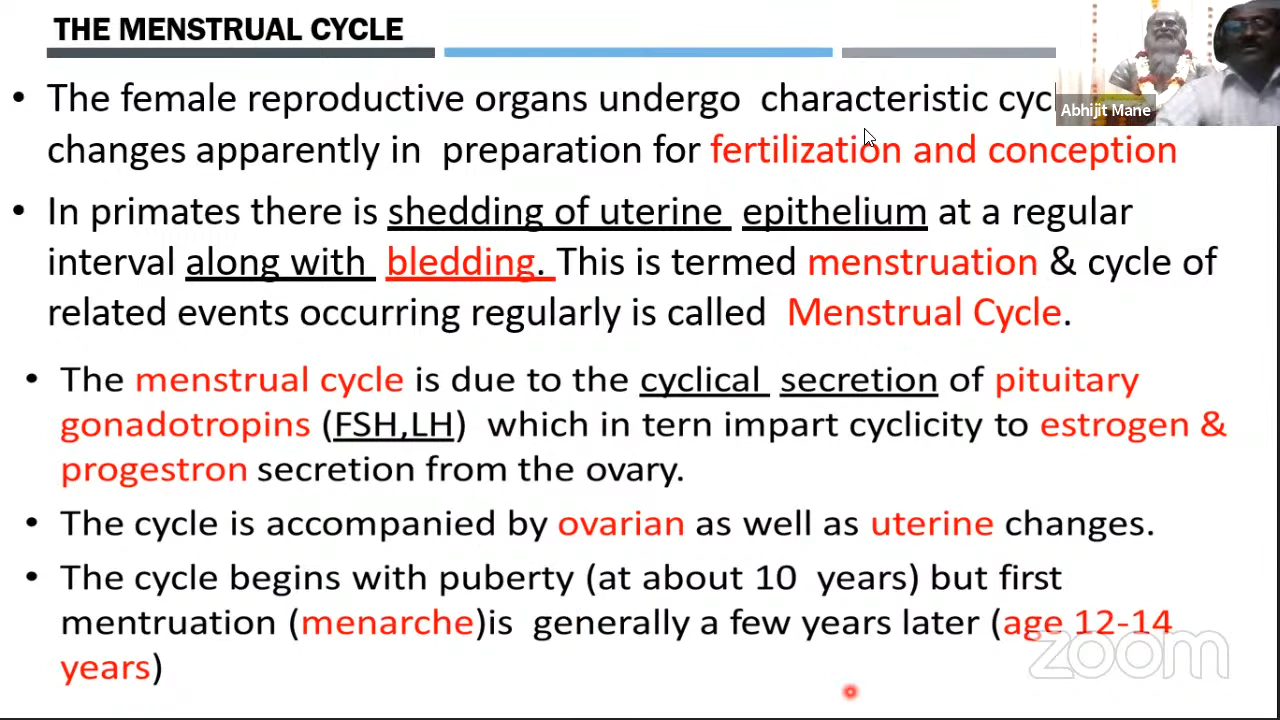 THE MENSTRUAL CYCLE
• The female reproductive organs undergo characteristic cyc
Abhijit Mane
changes apparently in preparation for fertilization and conception
• In primates there is shedding of uterine epithelium at a regular
interval along with bledding. This is termed menstruation & cycle of
related events occurring regularly is called Menstrual Cycle.
• The menstrual cycle is due to the cyclical secretion of pituitary
gonadotropins (FSH,LH) which in tern impart cyclicity to estrogen &
progestron secretion from the ovary.
• The cycle is accompanied by ovarian as well as uterine changes.
• The cycle begins with puberty (at about 10 years) but first
mentruation (menarche)is generally a few years later (age 12-14
years)
zoom